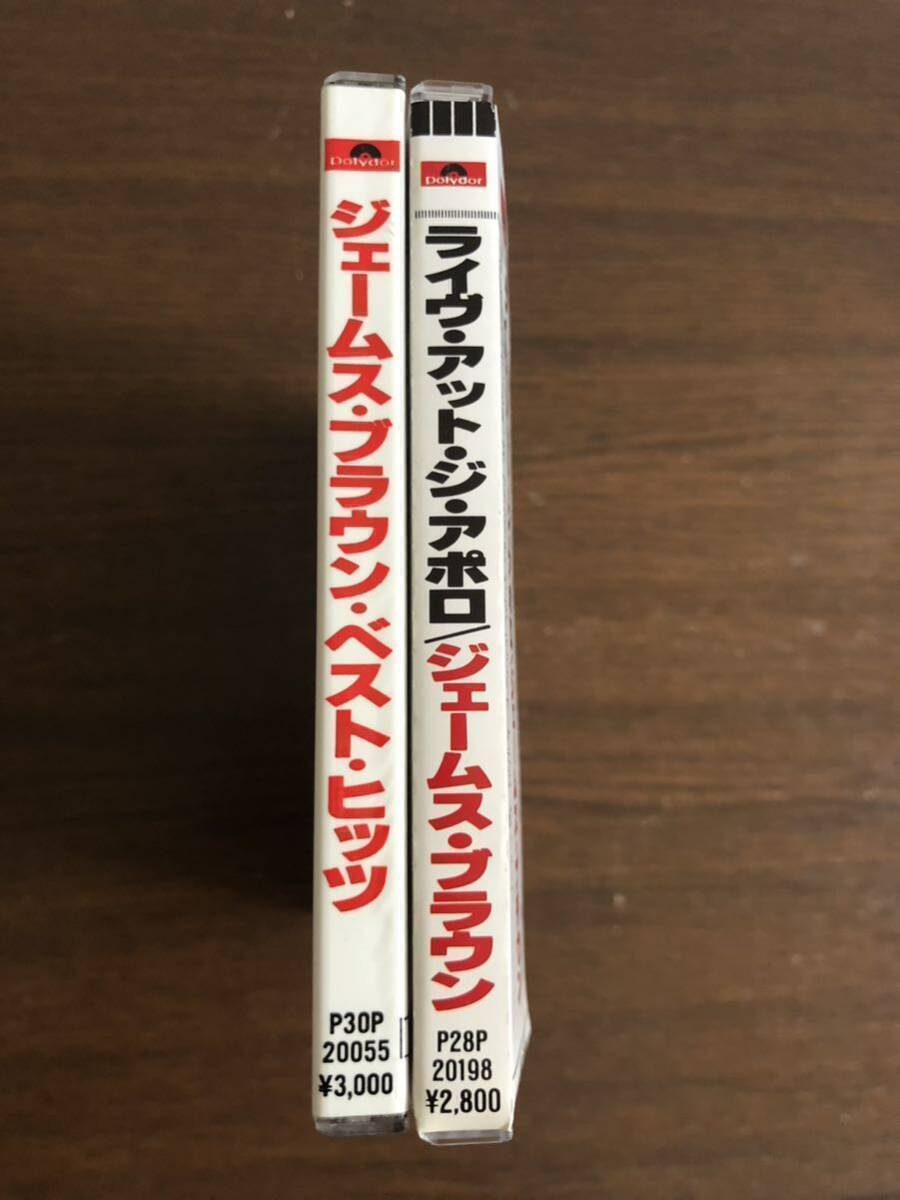 polydor
ジェームス・ブラウン・ベスト・ヒッツ
P30P
20055
¥3,000
polydor
ライヴ・アット・ジ・アポロ/ジェームス・ブラウン
P28P
20198
¥2,800